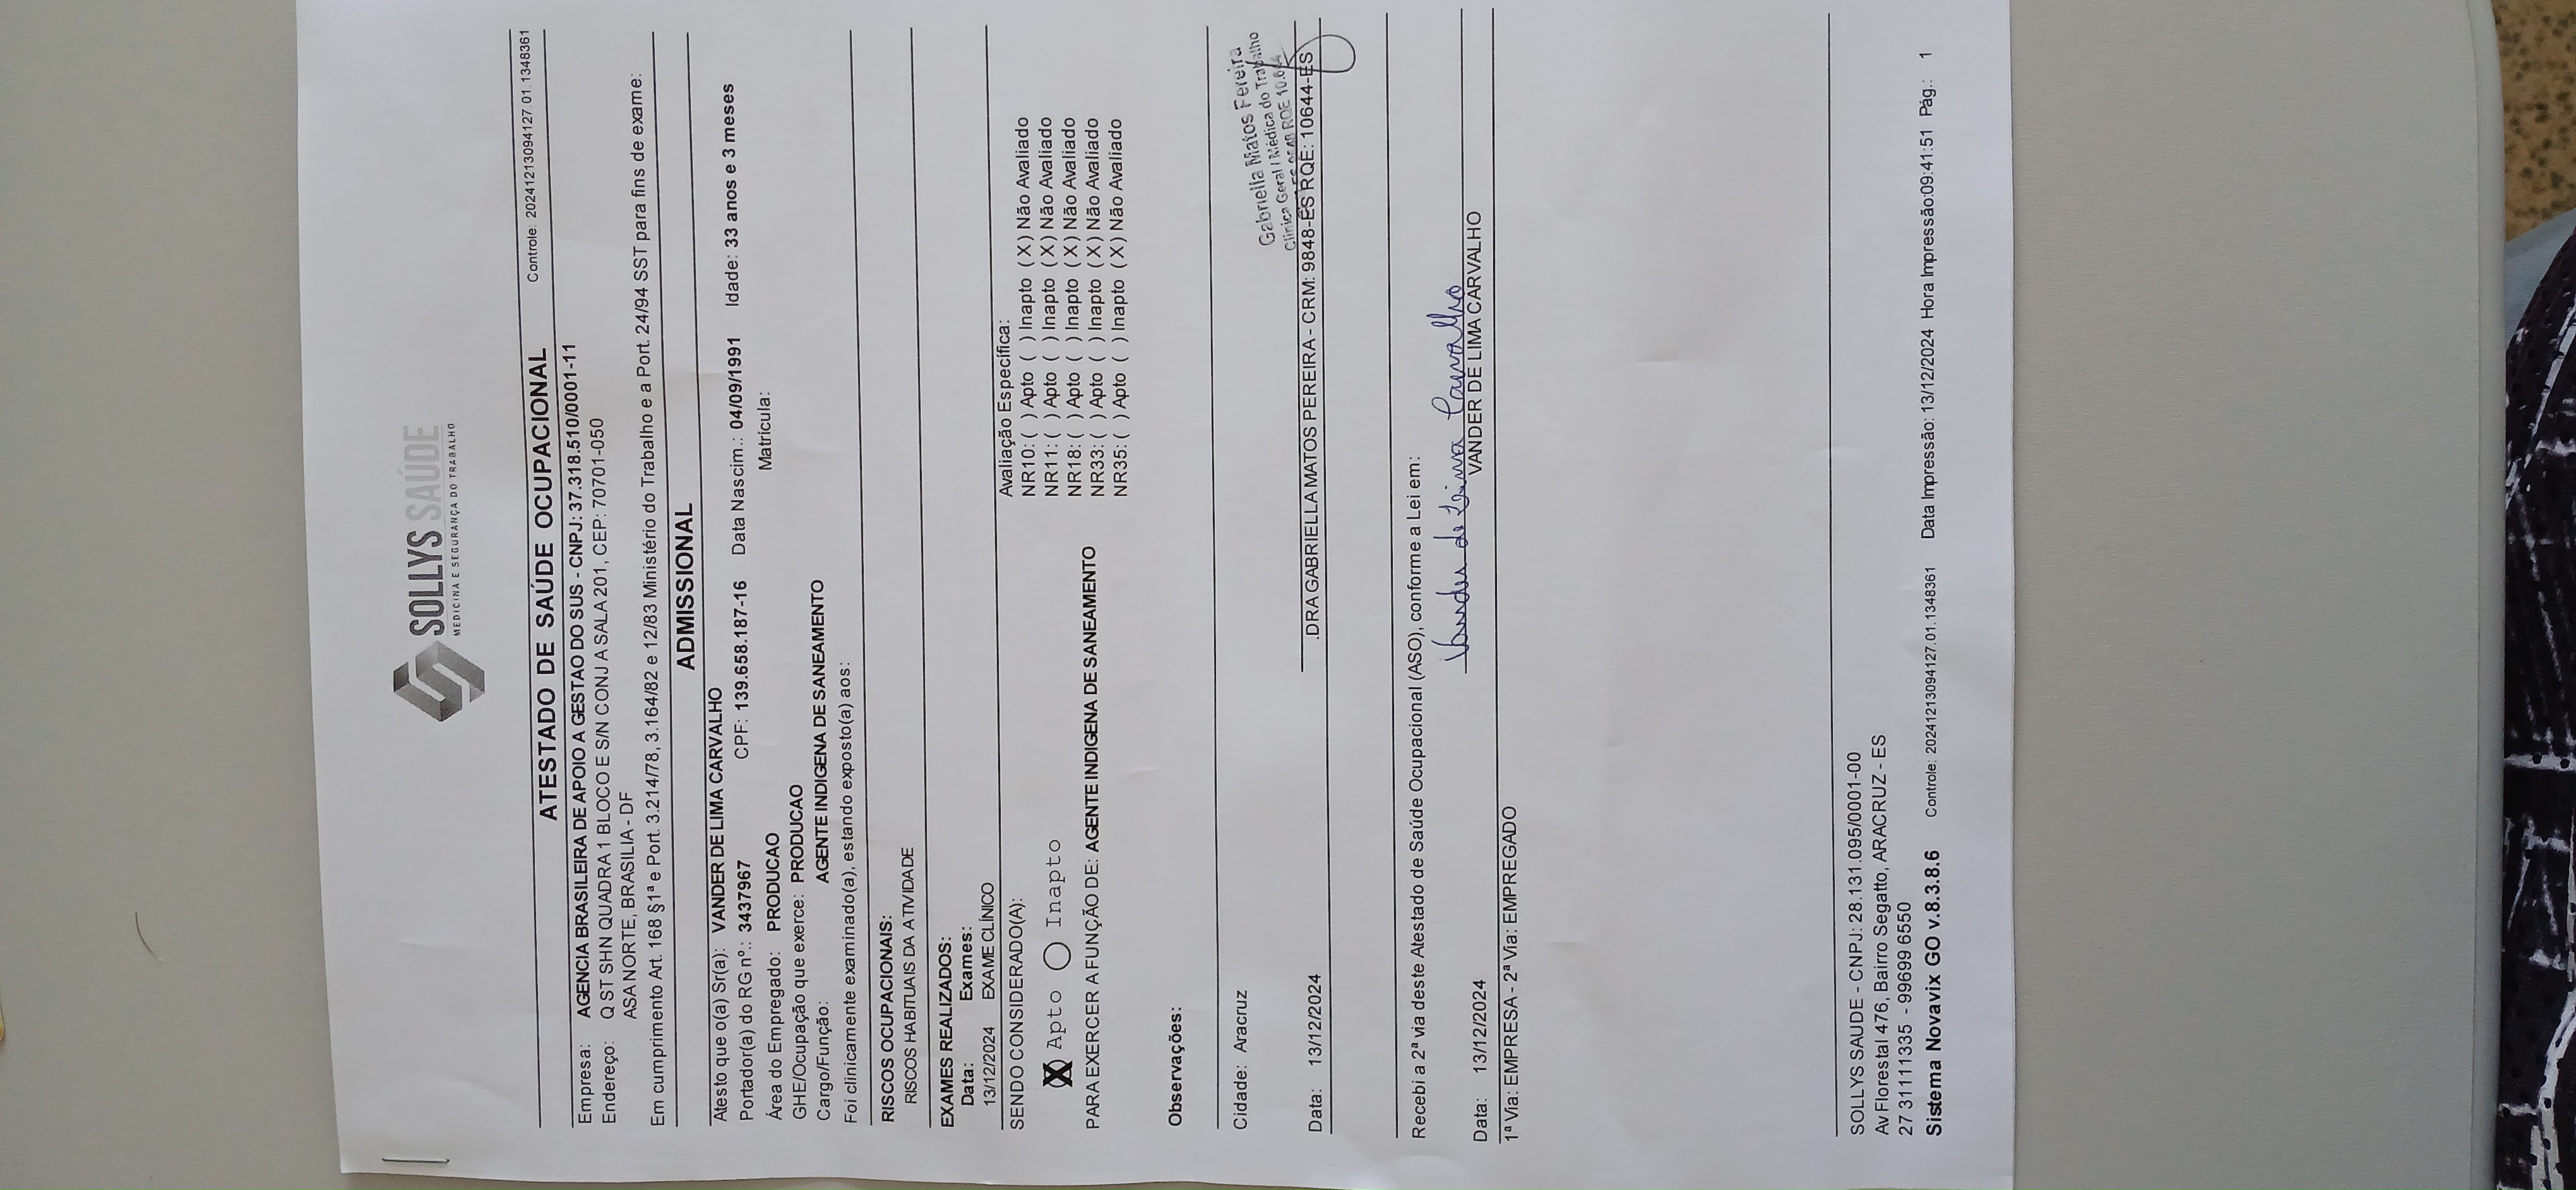 SOLLYS SAÚDE
MEDICINA E SEGURANÇA DO TRABALHO
ATESTADO DE SAÚDE OCUPACIONAL
Controle: 20241213094127.01.1348361
Empresa: AGENCIA BRASILEIRA DE APOIO A GESTAO DO SUS - CNPJ: 37.318.510/0001-11
Endereço: Q ST SHN QUADRA 1 BLOCO E S/N CONJ A SALA 201, CEP: 70701-050
ASA NORTE, BRASILIA - DF
Em cumprimento Art. 168 §1ª e Port. 3.214/78, 3.164/82 e 12/83 Ministério do Trabalho e a Port. 24/94 SST para fins de exame:
ADMISSIONAL
Atesto que o(a) Sr(a): VANDER DE LIMA CARVALHO
Portador(a) do RG nº.: 3437967 CPF: 139.658.187-16 Data Nascim.: 04/09/1991 Idade: 33 anos e 3 meses
Área do Empregado: PRODUCAO Matrícula:
GHE/Ocupação que exerce: PRODUCAO
Cargo/Função: AGENTE INDIGENA DE SANEAMENTO
Foi clinicamente examinado(a), estando exposto(a) aos:
RISCOS OCUPACIONAIS:
RISCOS HABITUAIS DA ATIVIDADE
EXAMES REALIZADOS:
Data: Exames:
13/12/2024 EXAME CLÍNICO
SENDO CONSIDERADO(A):
X Apto Inapto
PARA EXERCER A FUNÇÃO DE: AGENTE INDIGENA DE SANEAMENTO
Avaliação Específica:
NR10: ( ) Apto ( ) Inapto (X) Não Avaliado
NR11: ( ) Apto ( ) Inapto (X) Não Avaliado
NR18: ( ) Apto ( ) Inapto (X) Não Avaliado
NR33: ( ) Apto ( ) Inapto (X) Não Avaliado
NR35: ( ) Apto ( ) Inapto (X) Não Avaliado
Observações:
Cidade: Aracruz
Gabriella Matos Pereira
Clínica Geral / Médica do Trabalho
RQE 10.644
Data: 13/12/2024
.DRA GABRIELLA MATOS PEREIRA - CRM: 9848-ES RQE: 10644-ES
Recebi a 2ª via deste Atestado de Saúde Ocupacional (ASO), conforme a Lei em:
Vander de Lima Carvalho
Data: 13/12/2024 VANDER DE LIMA CARVALHO
1ª Via: EMPRESA - 2ª Via: EMPREGADO
SOLLYS SAUDE - CNPJ: 28.131.095/0001-00
Av Florestal 476, Bairro Segatto, ARACRUZ - ES
27 31111335 - 99699 6550
Sistema Novavix GO v.8.3.8.6 Controle: 20241213094127.01.1348361 Data Impressão: 13/12/2024 Hora Impressão:09:41:51 Pág.: 1